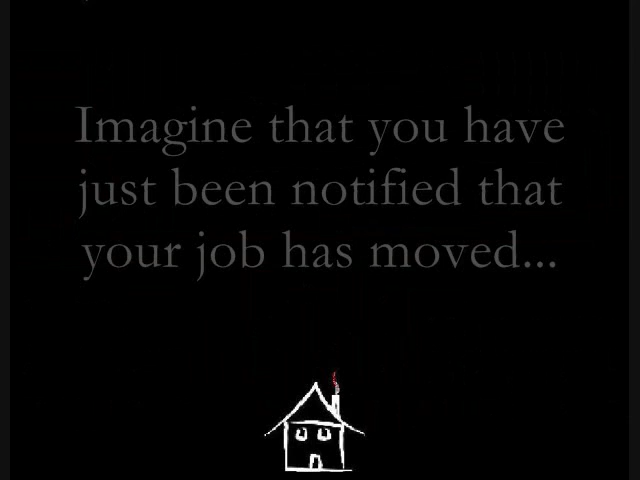 Imagine that you have
just been notified that
your job has moved...